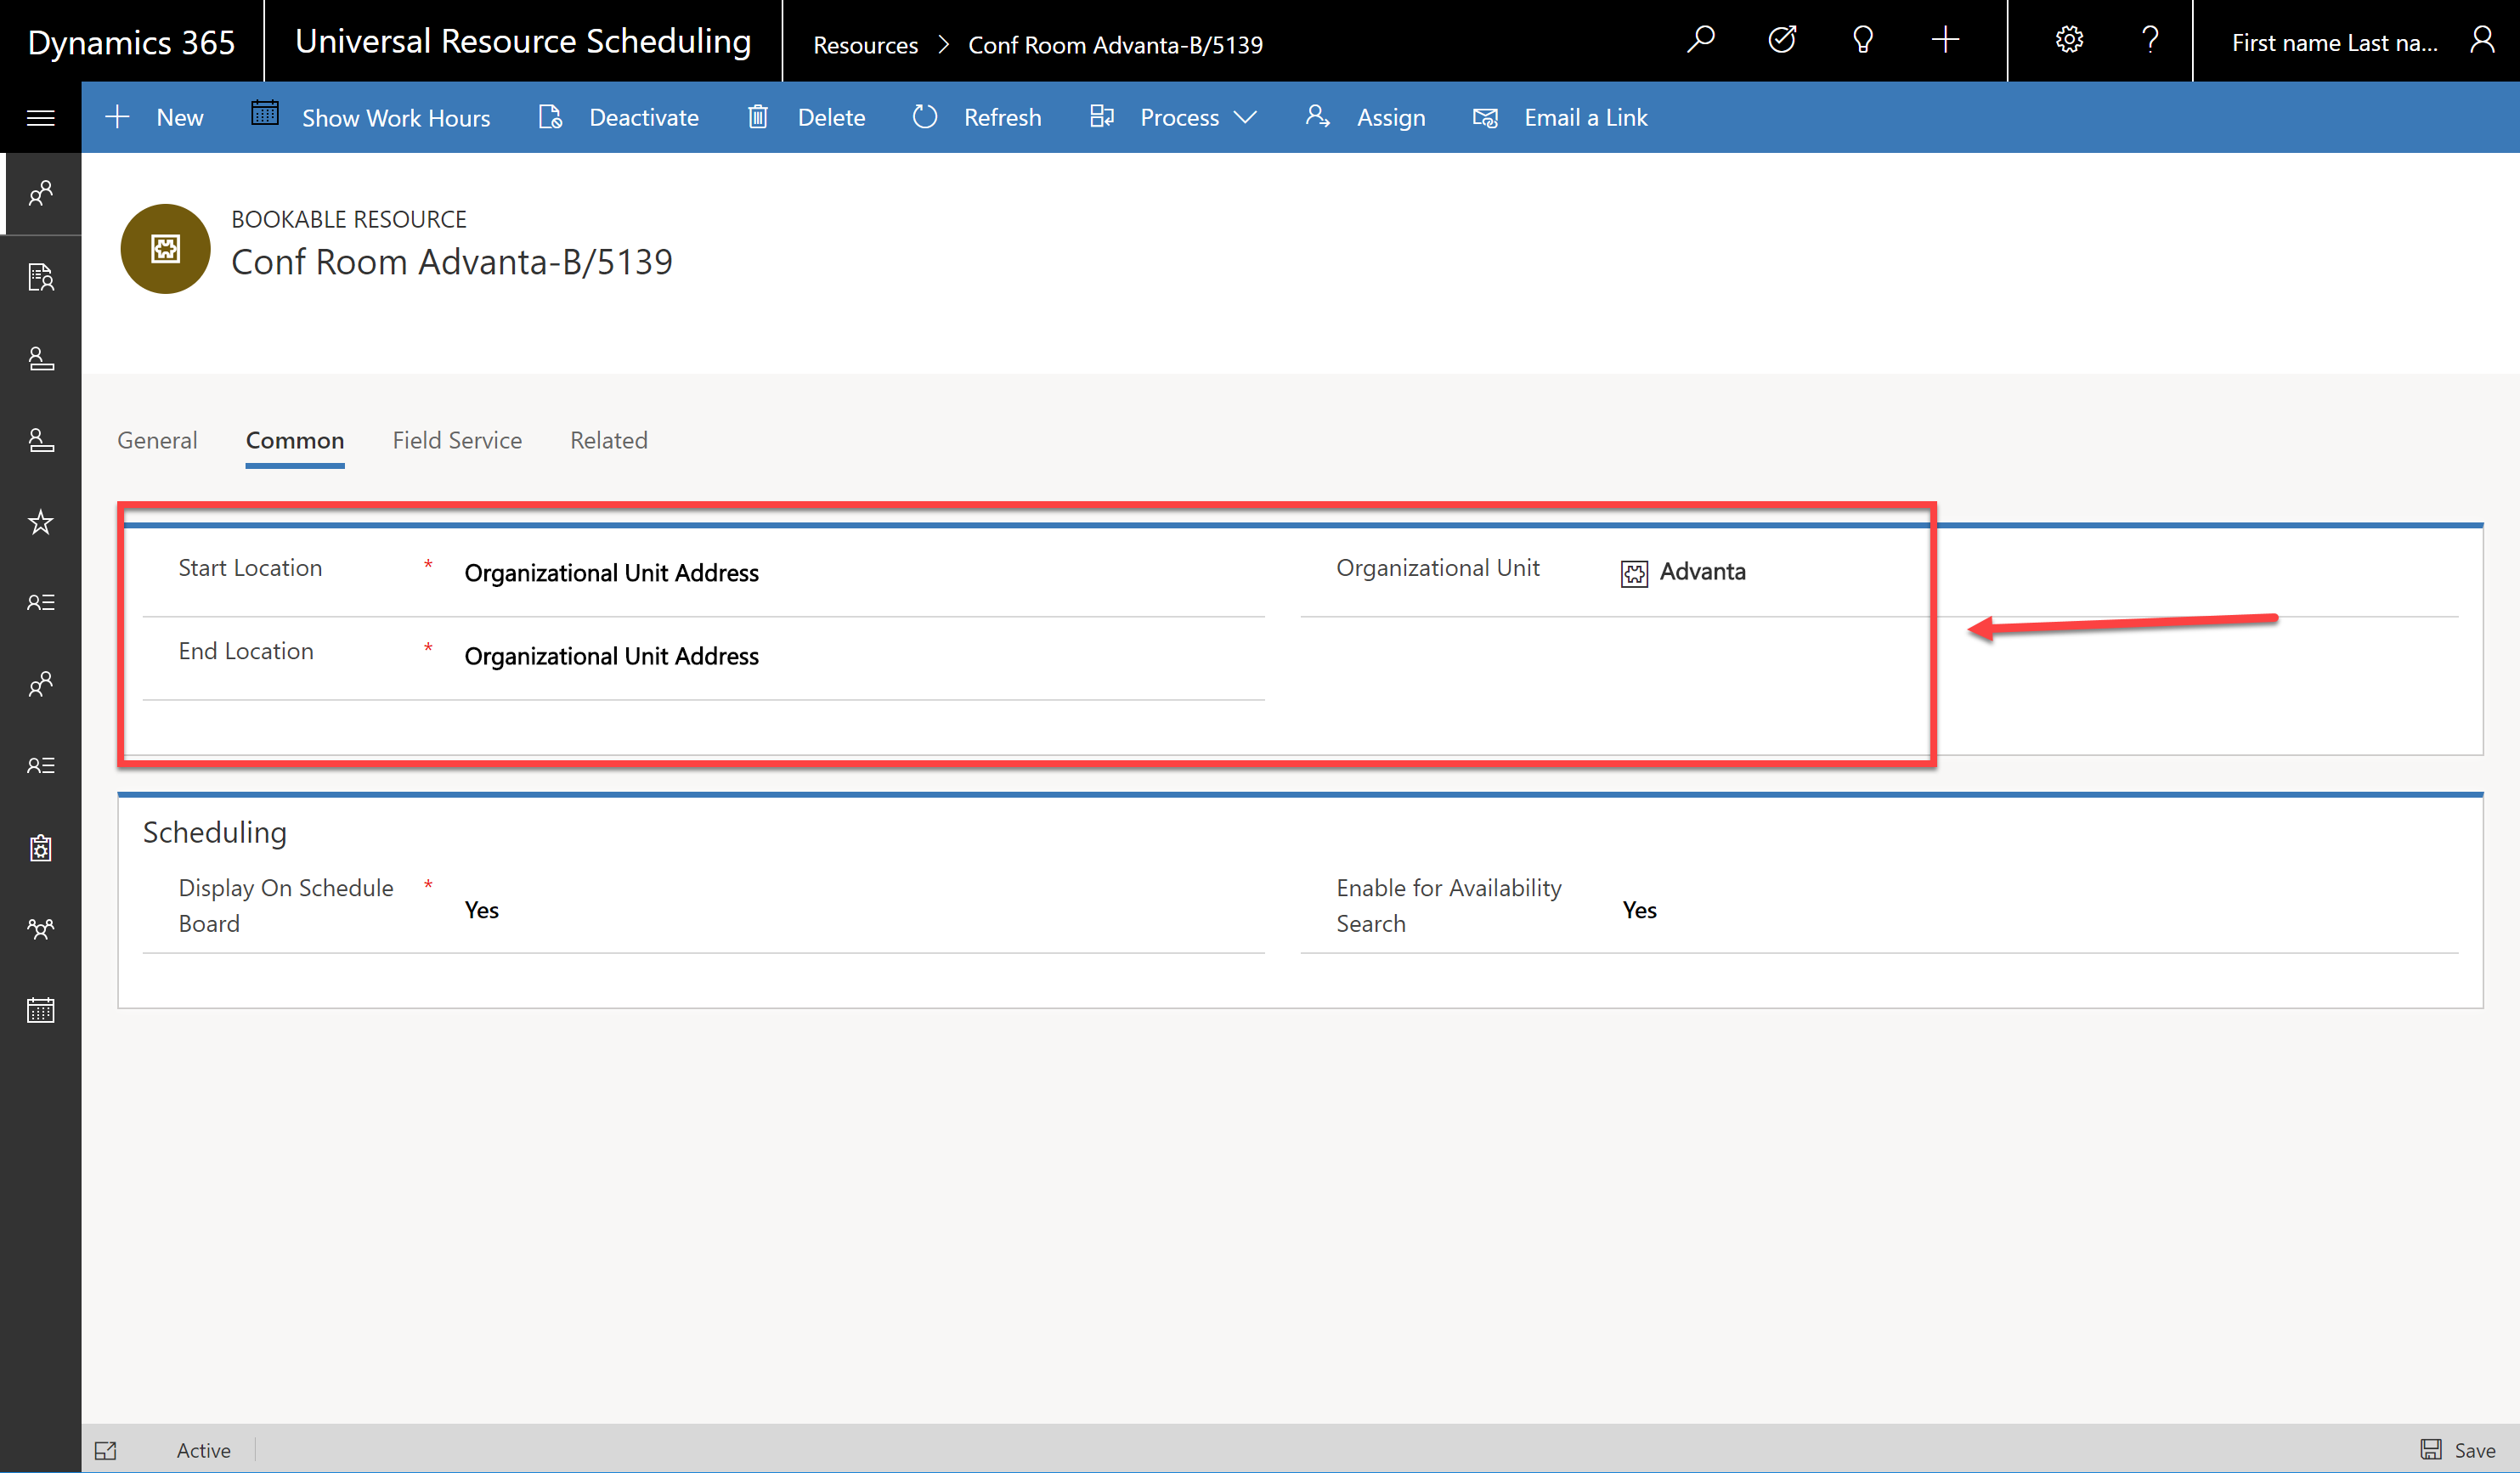 Dynamics 365
Universal Resource Scheduling
Resources > Conf Room Advanta-B/5139
First name Last na...
New
Show Work Hours
Deactivate
Delete
Refresh
Process
Assign
Email a Link
BOOKABLE RESOURCE
Conf Room Advanta-B/5139
General
Common
Field Service
Related
Start Location * Organizational Unit Address
Organizational Unit Advanta
End Location * Organizational Unit Address
Scheduling
Display On Schedule
Board
* Yes
Enable for Availability
Search
Yes
Active
Save